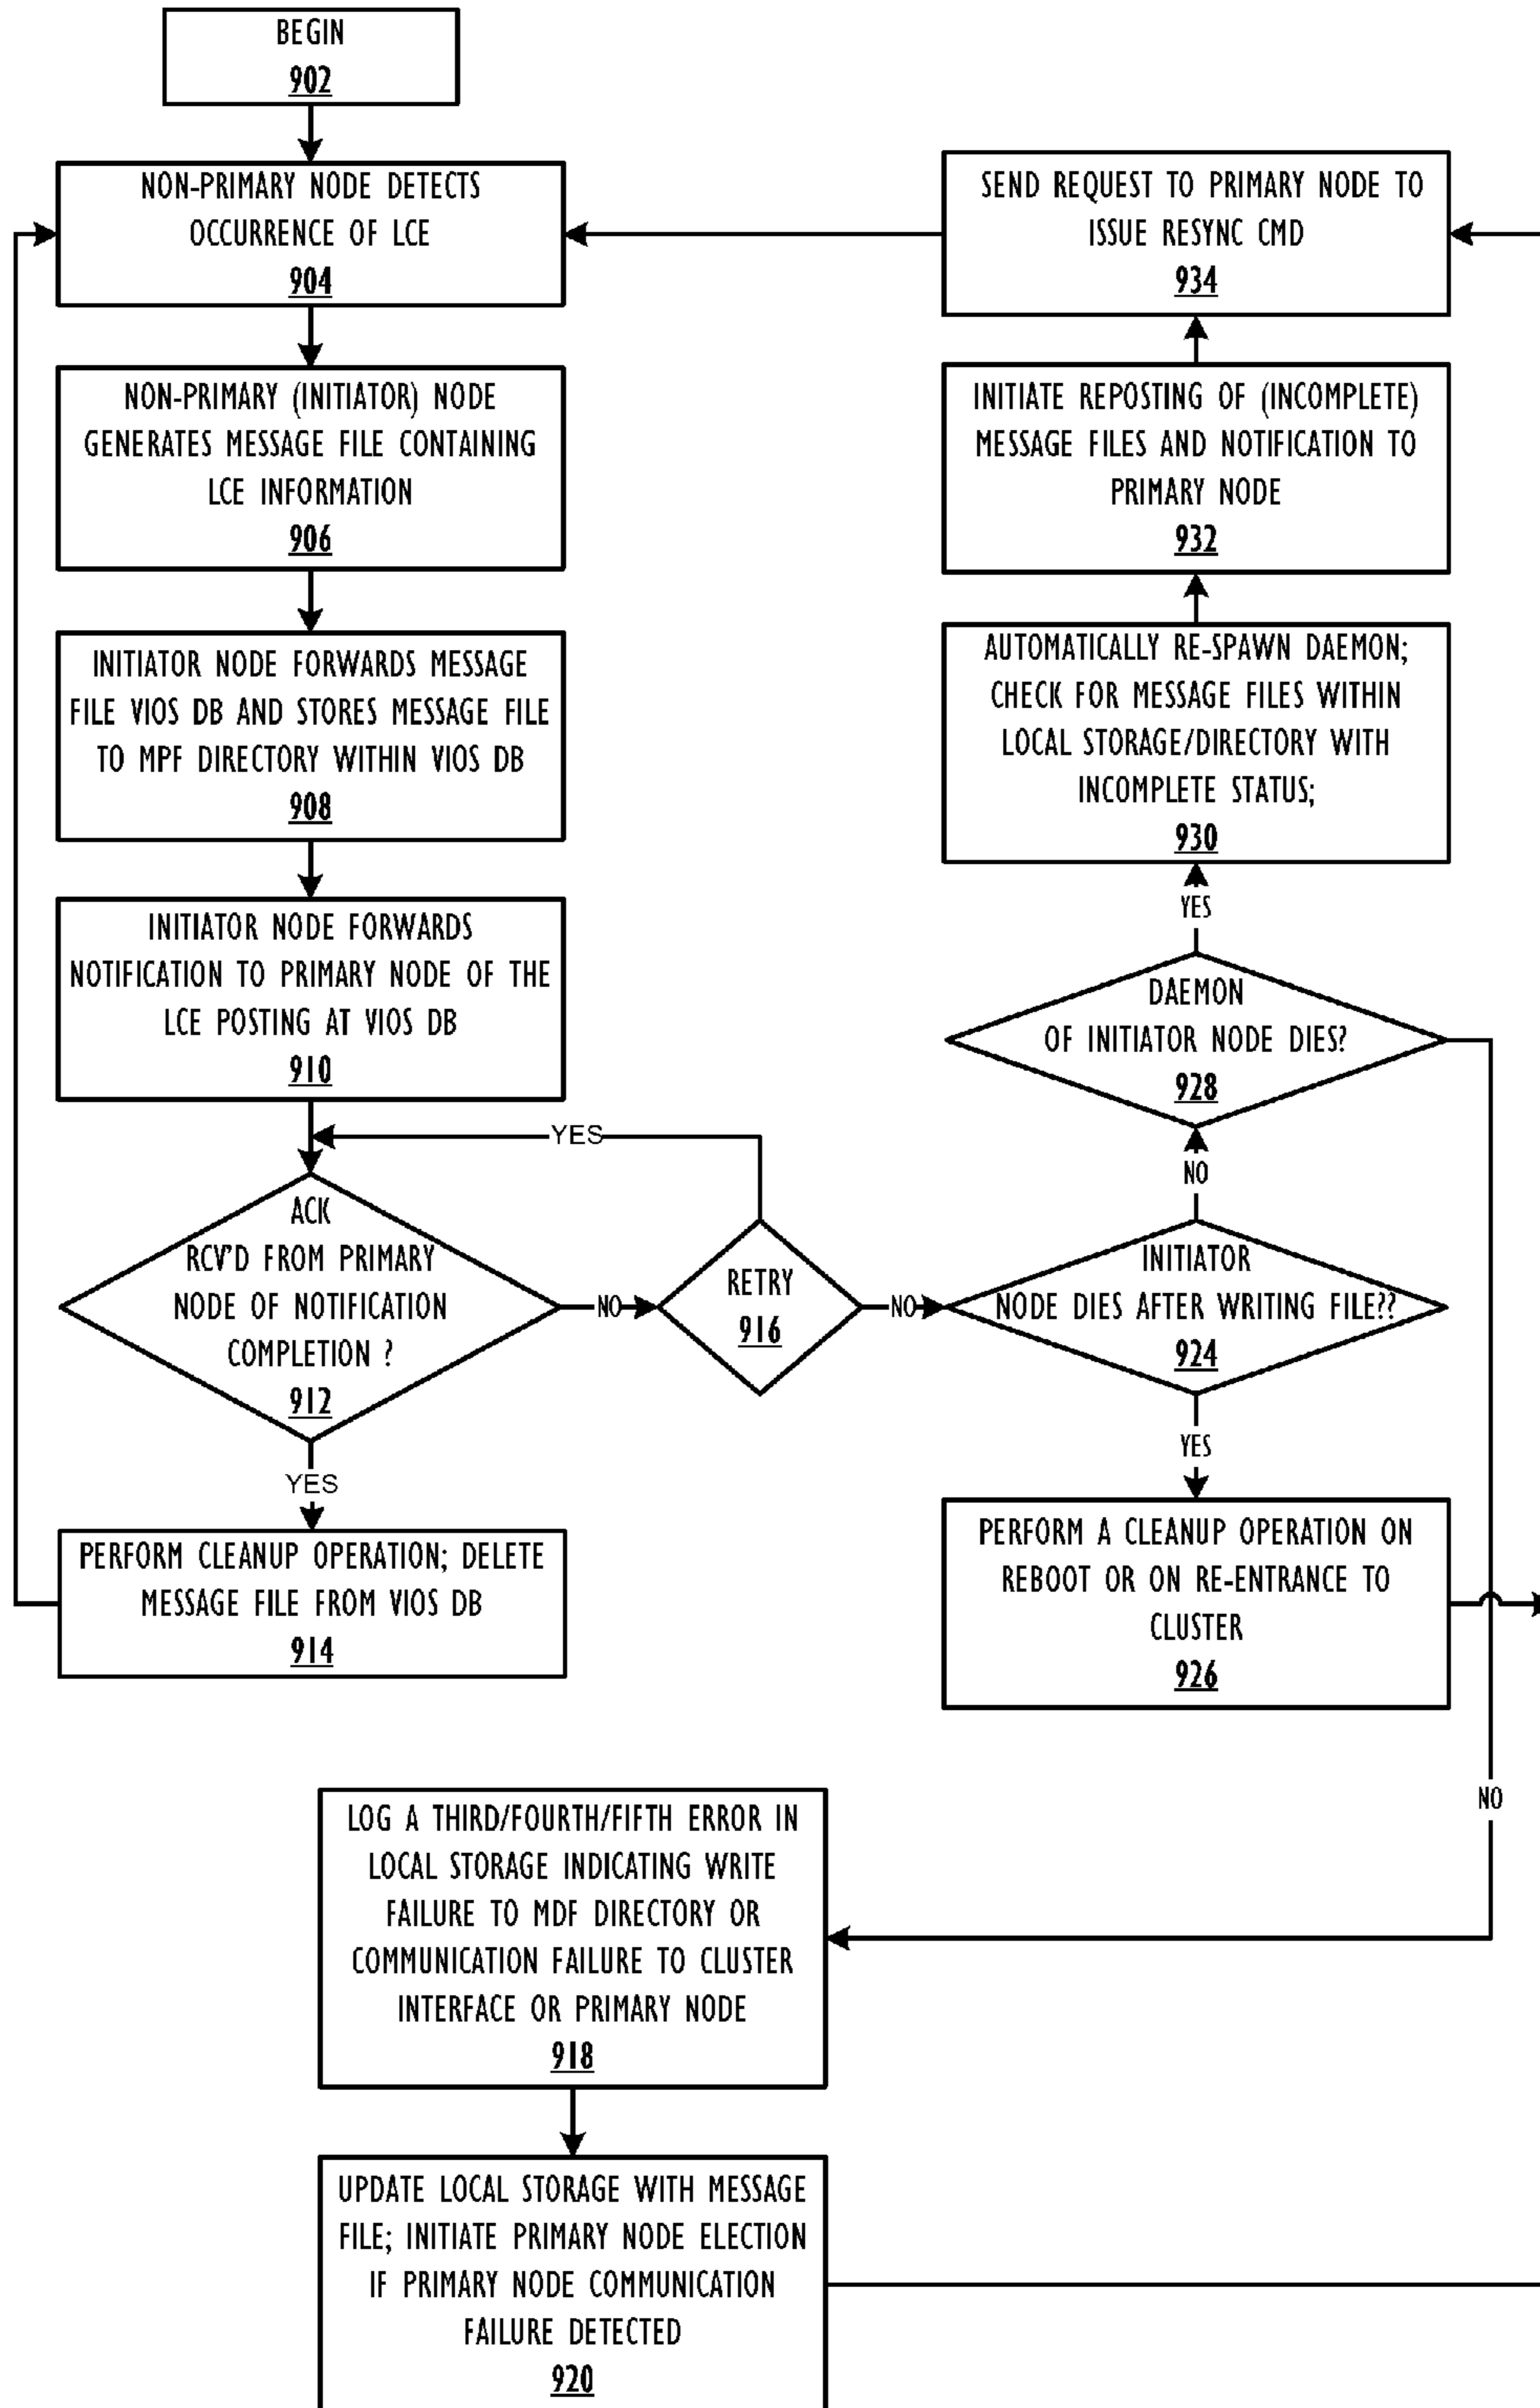 BEGIN
902
NON-PRIMARY NODE DETECTS
OCCURRENCE OF LCE
904
NON-PRIMARY (INITIATOR) NODE
GENERATES MESSAGE FILE CONTAINING
LCE INFORMATION
906
INITIATOR NODE FORWARDS MESSAGE
FILE VIOS DB AND STORES MESSAGE FILE
TO MPF DIRECTORY WITHIN VIOS DB
908
INITIATOR NODE FORWARDS
NOTIFICATION TO PRIMARY NODE OF THE
LCE POSTING AT VIOS DB
910
YES
ACK
RCV'D FROM PRIMARY
NODE OF NOTIFICATION
COMPLETION ?
912
NO
RETRY
916
NO
YES
PERFORM CLEANUP OPERATION; DELETE
MESSAGE FILE FROM VIOS DB
914
SEND REQUEST TO PRIMARY NODE TO
ISSUE RESYNC CMD
934
INITIATE REPOSTING OF (INCOMPLETE)
MESSAGE FILES AND NOTIFICATION TO
PRIMARY NODE
932
AUTOMATICALLY RE-SPAWN DAEMON;
CHECK FOR MESSAGE FILES WITHIN
LOCAL STORAGE/DIRECTORY WITH
INCOMPLETE STATUS;
930
YES
DAEMON
OF INITIATOR NODE DIES?
928
NO
INITIATOR
NODE DIES AFTER WRITING FILE??
924
YES
PERFORM A CLEANUP OPERATION ON
REBOOT OR ON RE-ENTRANCE TO
CLUSTER
926
NO
LOG A THIRD/FOURTH/FIFTH ERROR IN
LOCAL STORAGE INDICATING WRITE
FAILURE TO MDF DIRECTORY OR
COMMUNICATION FAILURE TO CLUSTER
INTERFACE OR PRIMARY NODE
918
UPDATE LOCAL STORAGE WITH MESSAGE
FILE; INITIATE PRIMARY NODE ELECTION
IF PRIMARY NODE COMMUNICATION
FAILURE DETECTED
920